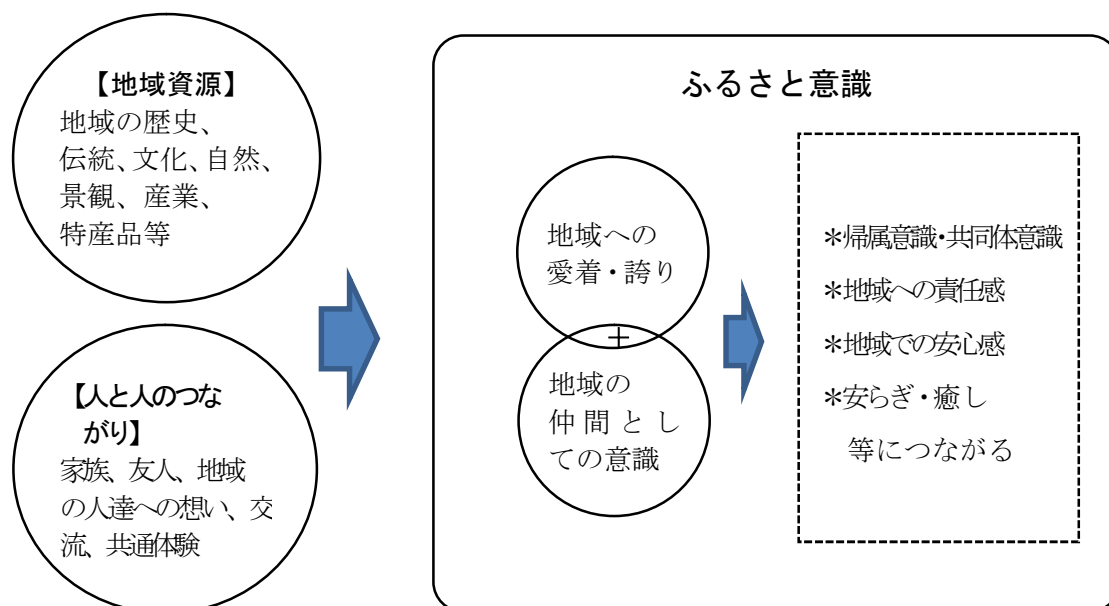 【地域資源】
地域の歴史、
伝統、文化、自然、
景観、産業、
特産品等
【人と人のつな
がり】
家族、友人、地域
の人達への想い、交
流、共通体験
ふるさと意識
地域への
愛着・誇り
+
地域の
仲間とし
ての意識
*帰属意識・共同体意識
*地域への責任感
*地域での安心感
*安らぎ・癒し
等につながる